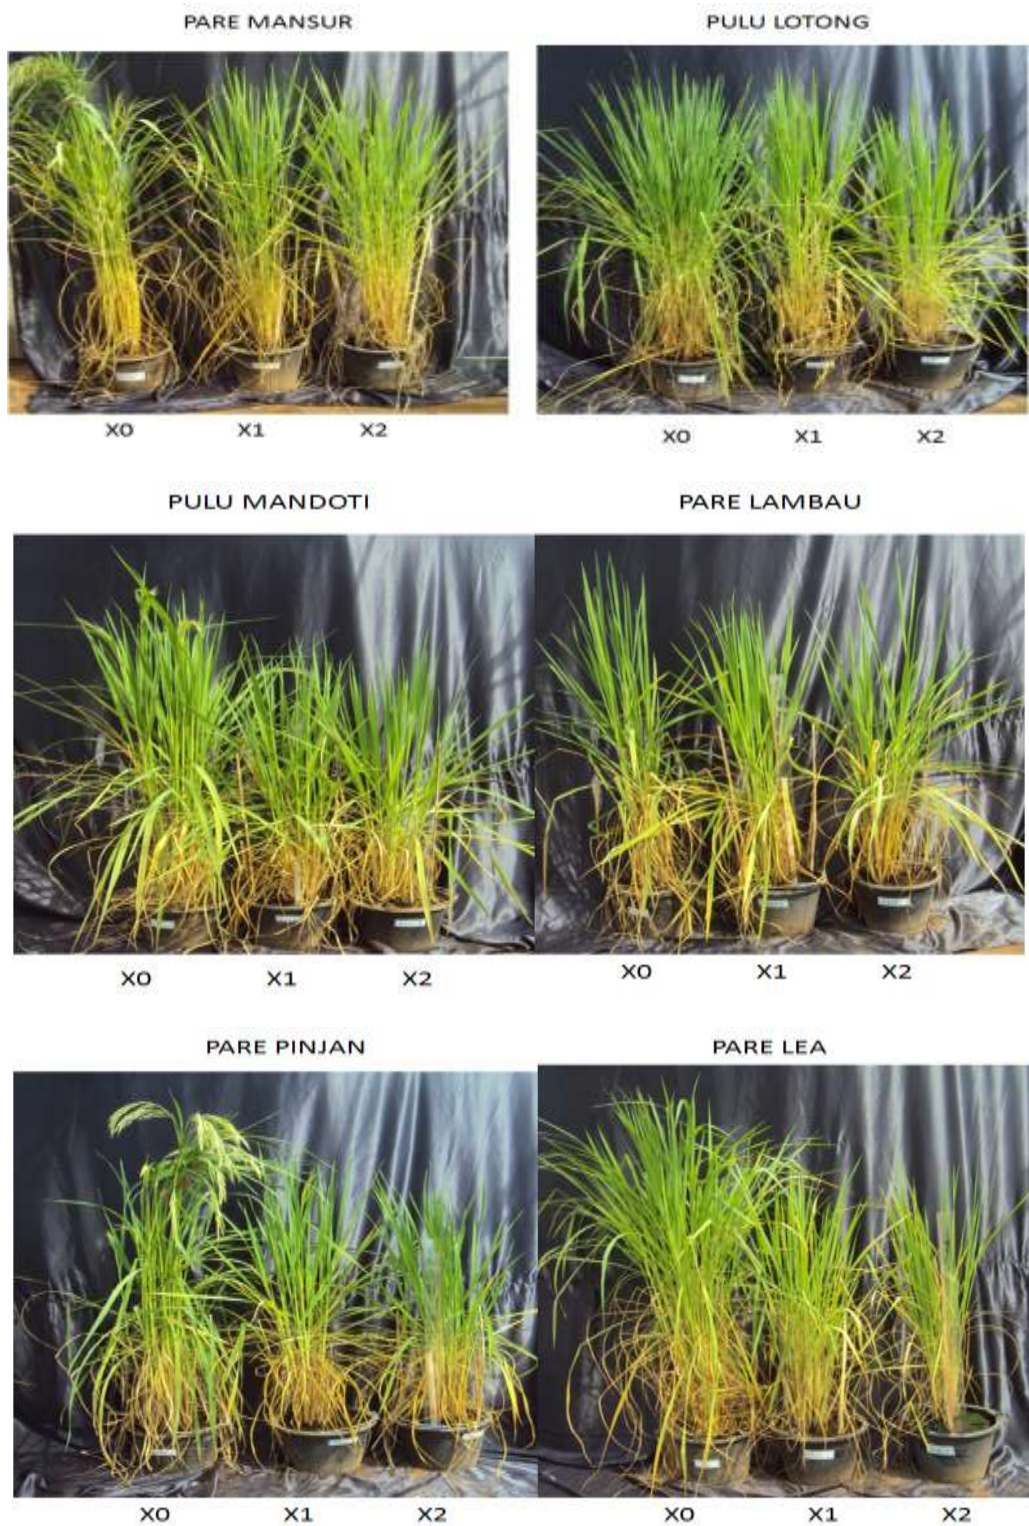 PARE MANSUR
PULU LOTONG
X0 X1 X2
X0 X1 X2
PULU MANDOTI
PARE LAMBAU
X0 X1 X2
X0 X1 X2
PARE PINJAN
PARE LEA
X0 X1 X2
X0 X1 X2